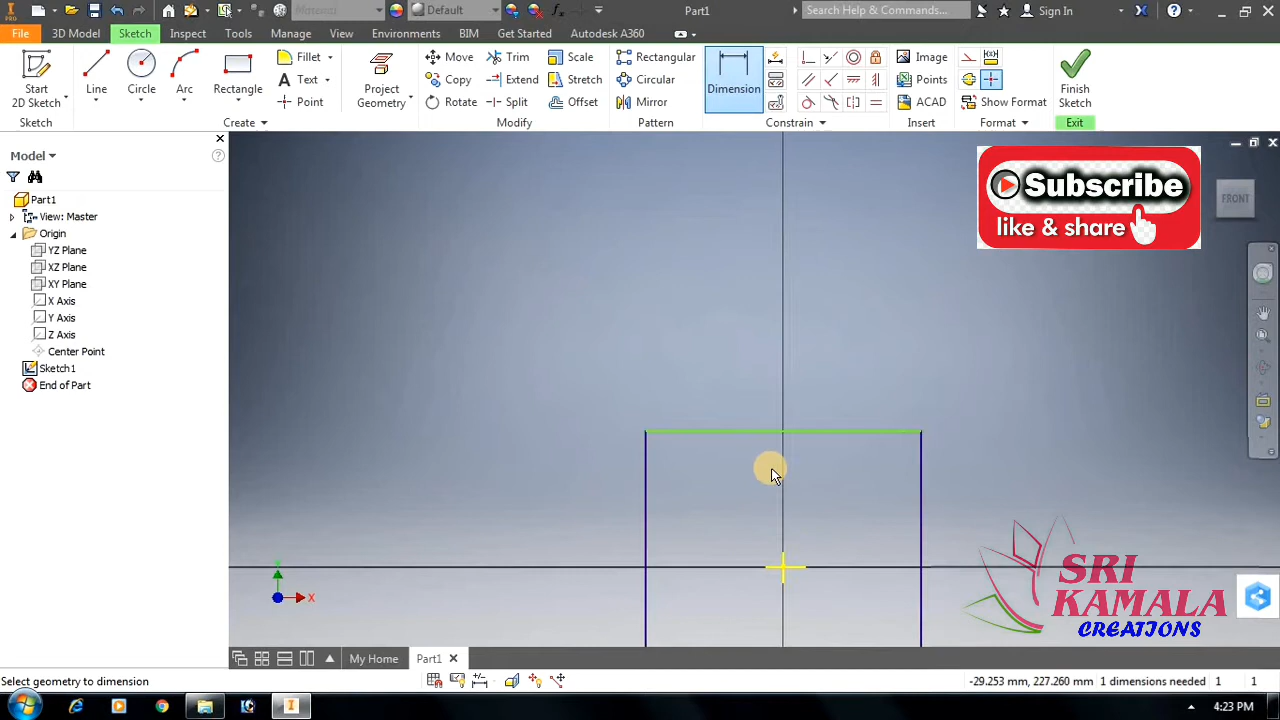 PRO
Material
Default
Part1
Search Help & Commands...
Sign In
File
3D Model
Sketch
Inspect
Tools
Manage
View
Environments
BIM
Get Started
Autodesk A360
Start
2D Sketch
Line
Circle
Arc
Rectangle
Fillet
Text
Point
Project
Geometry
Move
Copy
Rotate
Trim
Extend
Split
Scale
Stretch
Offset
Rectangular
Circular
Mirror
Dimension
Image
Points
ACAD
Show Format
Finish
Sketch
Sketch
Create
Modify
Pattern
Constrain
Insert
Format
Exit
Model
Part1
View: Master
Origin
YZ Plane
XZ Plane
XY Plane
X Axis
Y Axis
Z Axis
Center Point
Sketch1
End of Part
Subscribe
like & share
FRONT
X
SRI
KAMALA
CREATIONS
My Home
Part1
Select geometry to dimension
-29.253 mm, 227.260 mm
1 dimensions needed
1
1
4:23 PM